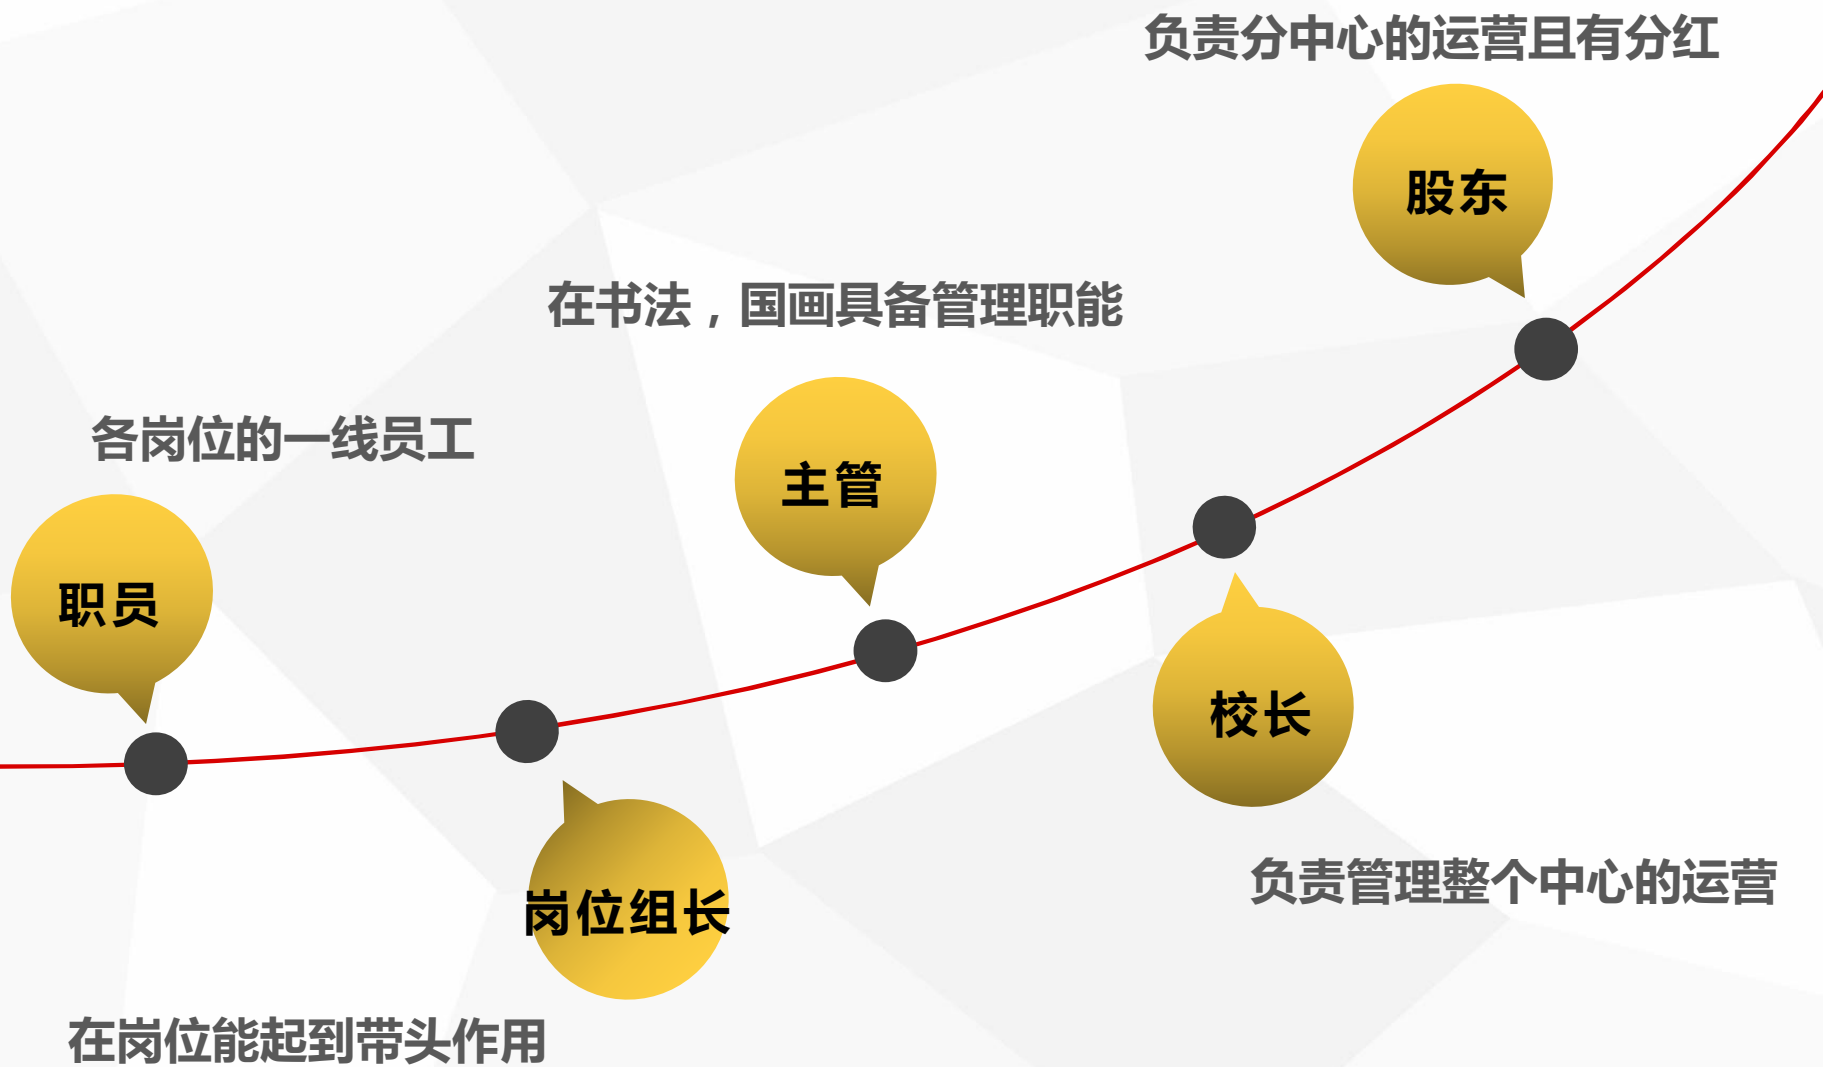 负责分中心的运营且有分红
股东
在书法，国画具备管理职能
各岗位的一线员工
主管
职员
校长
负责管理整个中心的运营
岗位组长
在岗位能起到带头作用